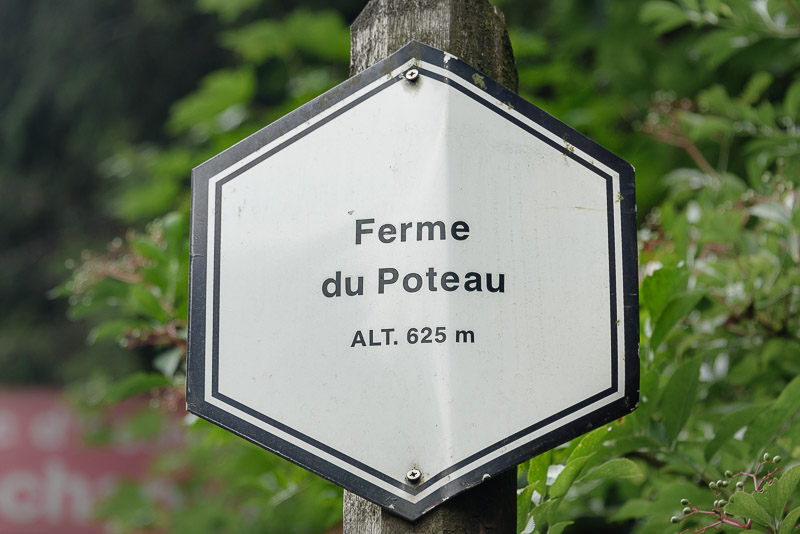 Ferme
du Poteau
ALT. 625 m